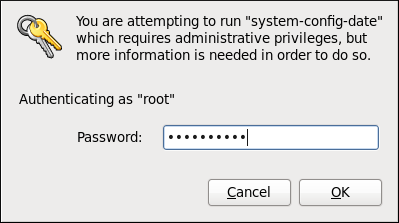 You are attempting to run "system-config-date"
which requires administrative privileges, but
more information is needed in order to do so.
Authenticating as "root"
Password: ••••••••••
Cancel OK